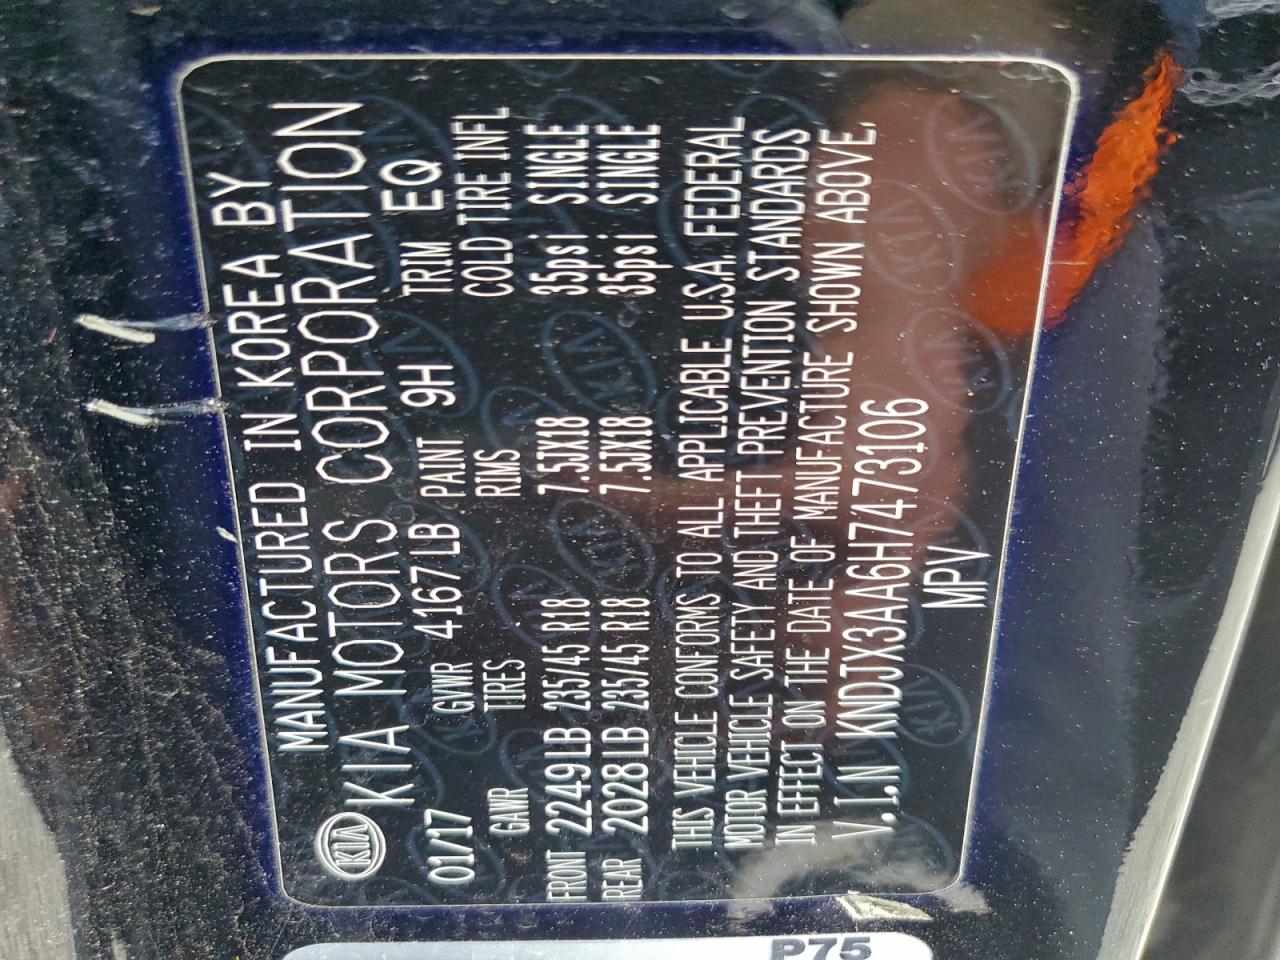 MANUFACTURED IN KOREA BY
KIA KIA MOTORS CORPORATION
01/17 GVWR 4167LB PAINT 9H TRIM EQ
GAWR TIRES RIMS COLD TIRE INFL
FRONT 2249LB 235/45 R18 7.5JX18 35psi SINGLE
REAR 2028LB 235/45 R18 7.5JX18 35psi SINGLE
THIS VEHICLE CONFORMS TO ALL APPLICABLE U.S.A. FEDERAL
MOTOR VEHICLE SAFETY AND THEFT PREVENTION STANDARDS
IN EFFECT ON THE DATE OF MANUFACTURE SHOWN ABOVE.
V.I.N KNDJX3AA6H7473106
MPV
P75